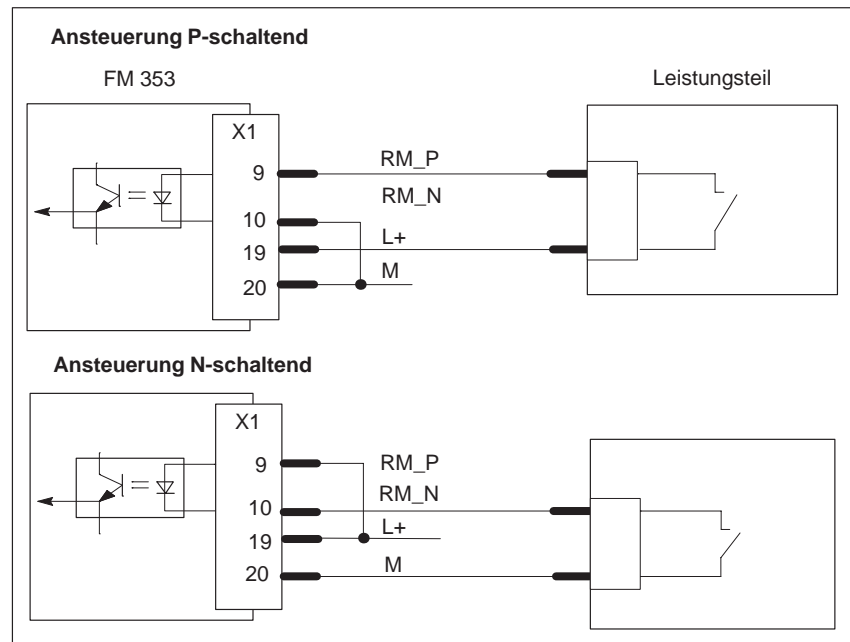 Ansteuerung P-schaltend
FM 353
Leistungsteil
X1
9
RM_P
RM_N
10
19
L+
M
20
Ansteuerung N-schaltend
X1
9
RM_P
RM_N
10
19
L+
20
M